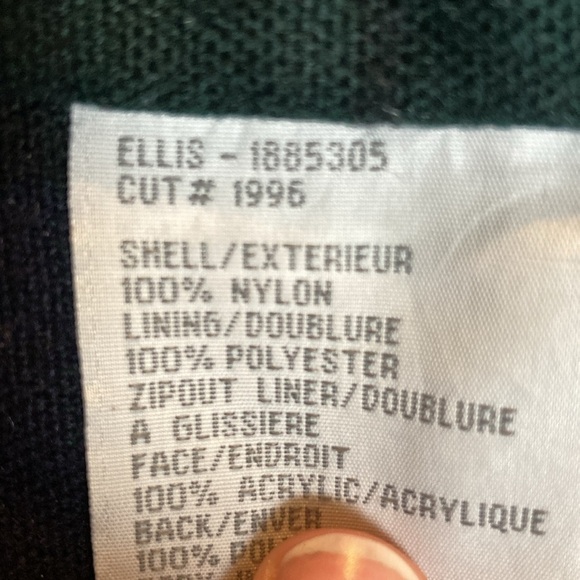 ELLIS - 1885305
CUT# 1996
SHELL/EXTERIEUR
100% NYLON
LINING/DOUBLURE
100% POLYESTER
ZIPOUT LINER/DOUBLURE
A GLISSIERE
FACE/ENDROIT
100% ACRYLIC/ACRYLIQUE
BACK/ENVER
100%